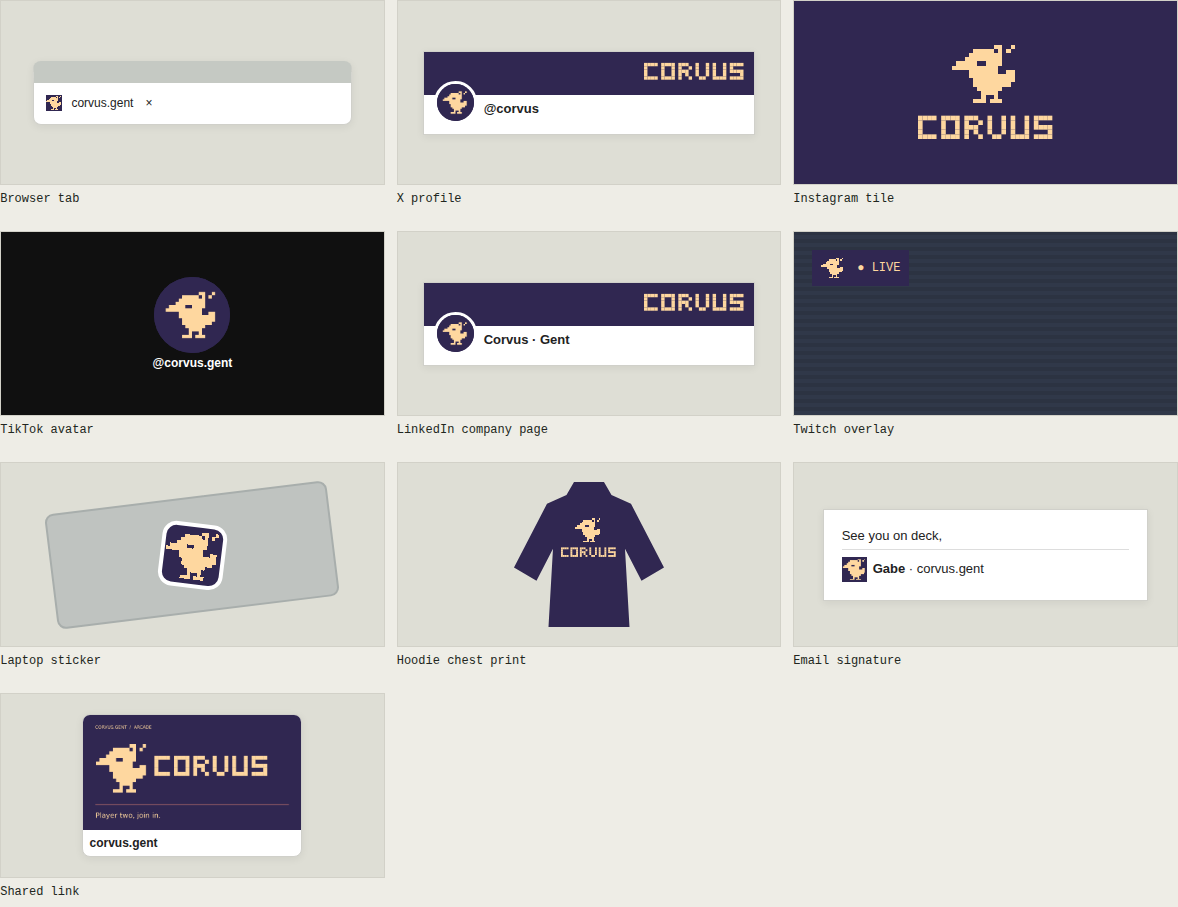 corvus.gent ×
Browser tab
CORVUS
@corvus
X profile
CORVUS
Instagram tile
@corvus.gent
TikTok avatar
CORVUS
Corvus · Gent
LinkedIn company page
● LIVE
Twitch overlay
Laptop sticker
CORVUS
Hoodie chest print
See you on deck,
Gabe · corvus.gent
Email signature
CORVUS.GENT / ARCADE
CORVUS
Player two, join in.
corvus.gent
Shared link